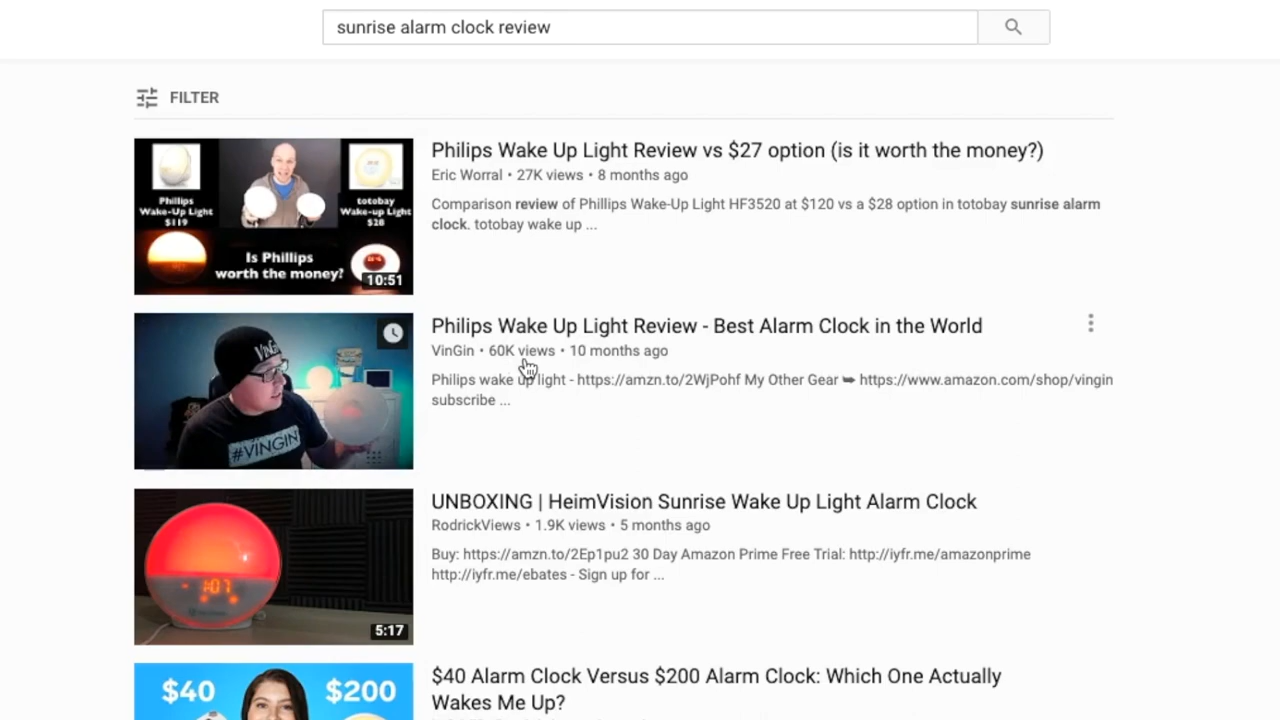 sunrise alarm clock review
FILTER
Phillips
Wake-Up Light
$119
totobay
Wake-up Light
$28
Is Phillips
worth the money?
10:51
Philips Wake Up Light Review vs $27 option (is it worth the money?)
Eric Worral • 27K views • 8 months ago
Comparison review of Phillips Wake-Up Light HF3520 at $120 vs a $28 option in totobay sunrise alarm
clock. totobay wake up ...
VINGIN
#VINGIN
Philips Wake Up Light Review - Best Alarm Clock in the World
VinGin • 60K views • 10 months ago
Philips wake up light - https://amzn.to/2WjPohf My Other Gear ➥ https://www.amazon.com/shop/vingin
subscribe ...
1:07
5:17
UNBOXING | HeimVision Sunrise Wake Up Light Alarm Clock
RodrickViews • 1.9K views • 5 months ago
Buy: https://amzn.to/2Ep1pu2 30 Day Amazon Prime Free Trial: http://iyfr.me/amazonprime
http://iyfr.me/ebates - Sign up for ...
$40
$200
$40 Alarm Clock Versus $200 Alarm Clock: Which One Actually
Wakes Me Up?